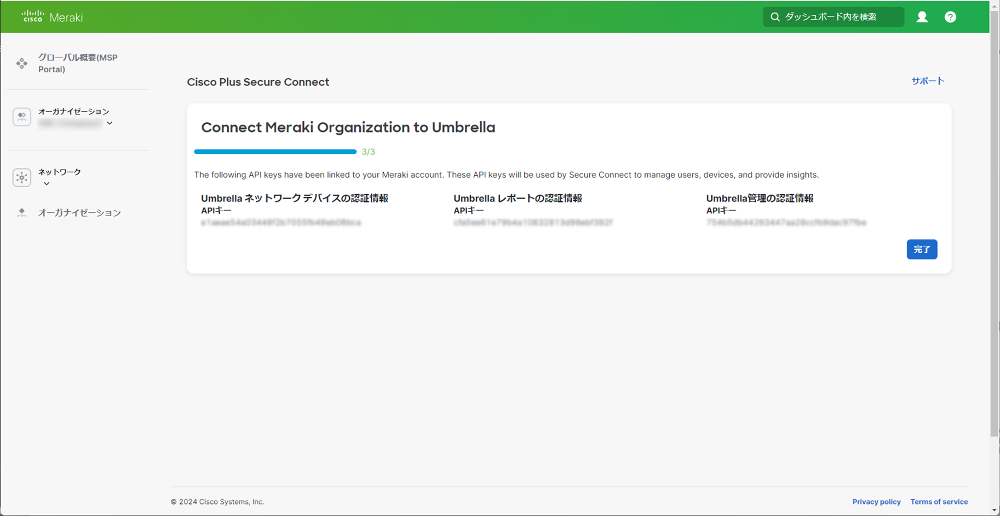 cisco Meraki
ダッシュボード内を検索
グローバル概要(MSP
Portal)
オーガナイゼーション
ネットワーク
オーガナイゼーション
Cisco Plus Secure Connect
サポート
Connect Meraki Organization to Umbrella
3/3
The following API keys have been linked to your Meraki account. These API keys will be used by Secure Connect to manage users, devices, and provide insights.
Umbrella ネットワーク デバイスの認証情報
APIキー
Umbrella レポートの認証情報
APIキー
Umbrella管理の認証情報
APIキー
完了
© 2024 Cisco Systems, Inc.
Privacy policy
Terms of service